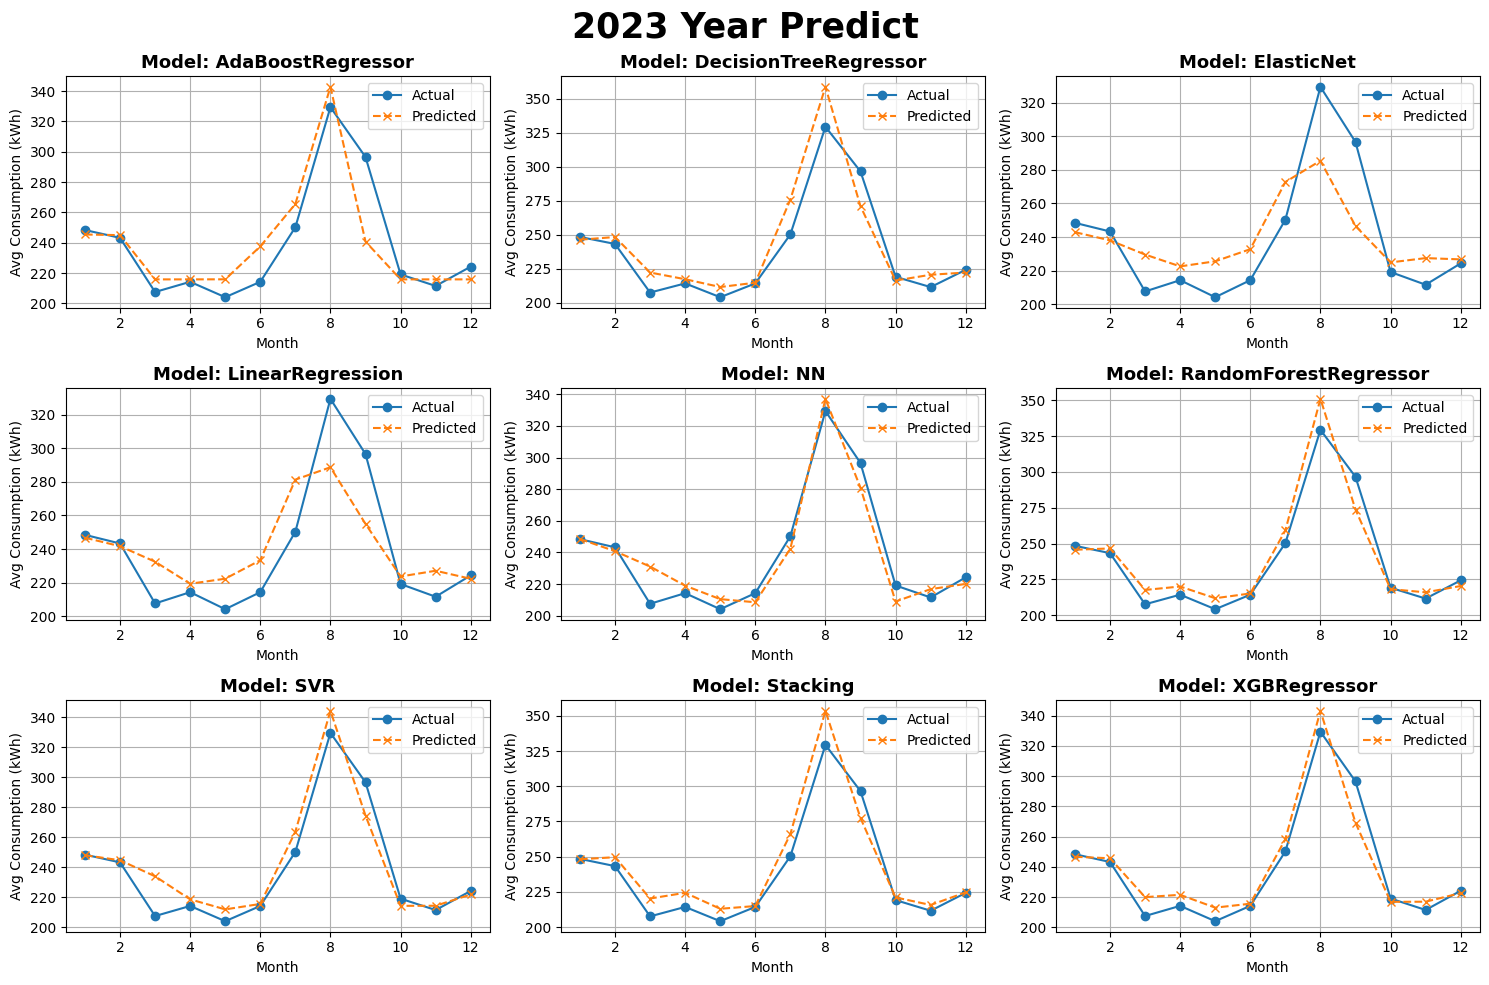 2023 Year Predict
Model: AdaBoostRegressor
Avg Consumption (kWh)
340
320
300
280
260
240
220
200
2 4 6 8 10 12
Month
Actual
Predicted
Model: DecisionTreeRegressor
Avg Consumption (kWh)
350
325
300
275
250
225
200
2 4 6 8 10 12
Month
Actual
Predicted
Model: ElasticNet
Avg Consumption (kWh)
320
300
280
260
240
220
200
2 4 6 8 10 12
Month
Actual
Predicted
Model: LinearRegression
Avg Consumption (kWh)
320
300
280
260
240
220
200
2 4 6 8 10 12
Month
Actual
Predicted
Model: NN
Avg Consumption (kWh)
340
320
300
280
260
240
220
200
2 4 6 8 10 12
Month
Actual
Predicted
Model: RandomForestRegressor
Avg Consumption (kWh)
350
325
300
275
250
225
200
2 4 6 8 10 12
Month
Actual
Predicted
Model: SVR
Avg Consumption (kWh)
340
320
300
280
260
240
220
200
2 4 6 8 10 12
Month
Actual
Predicted
Model: Stacking
Avg Consumption (kWh)
350
325
300
275
250
225
200
2 4 6 8 10 12
Month
Actual
Predicted
Model: XGBRegressor
Avg Consumption (kWh)
340
320
300
280
260
240
220
200
2 4 6 8 10 12
Month
Actual
Predicted